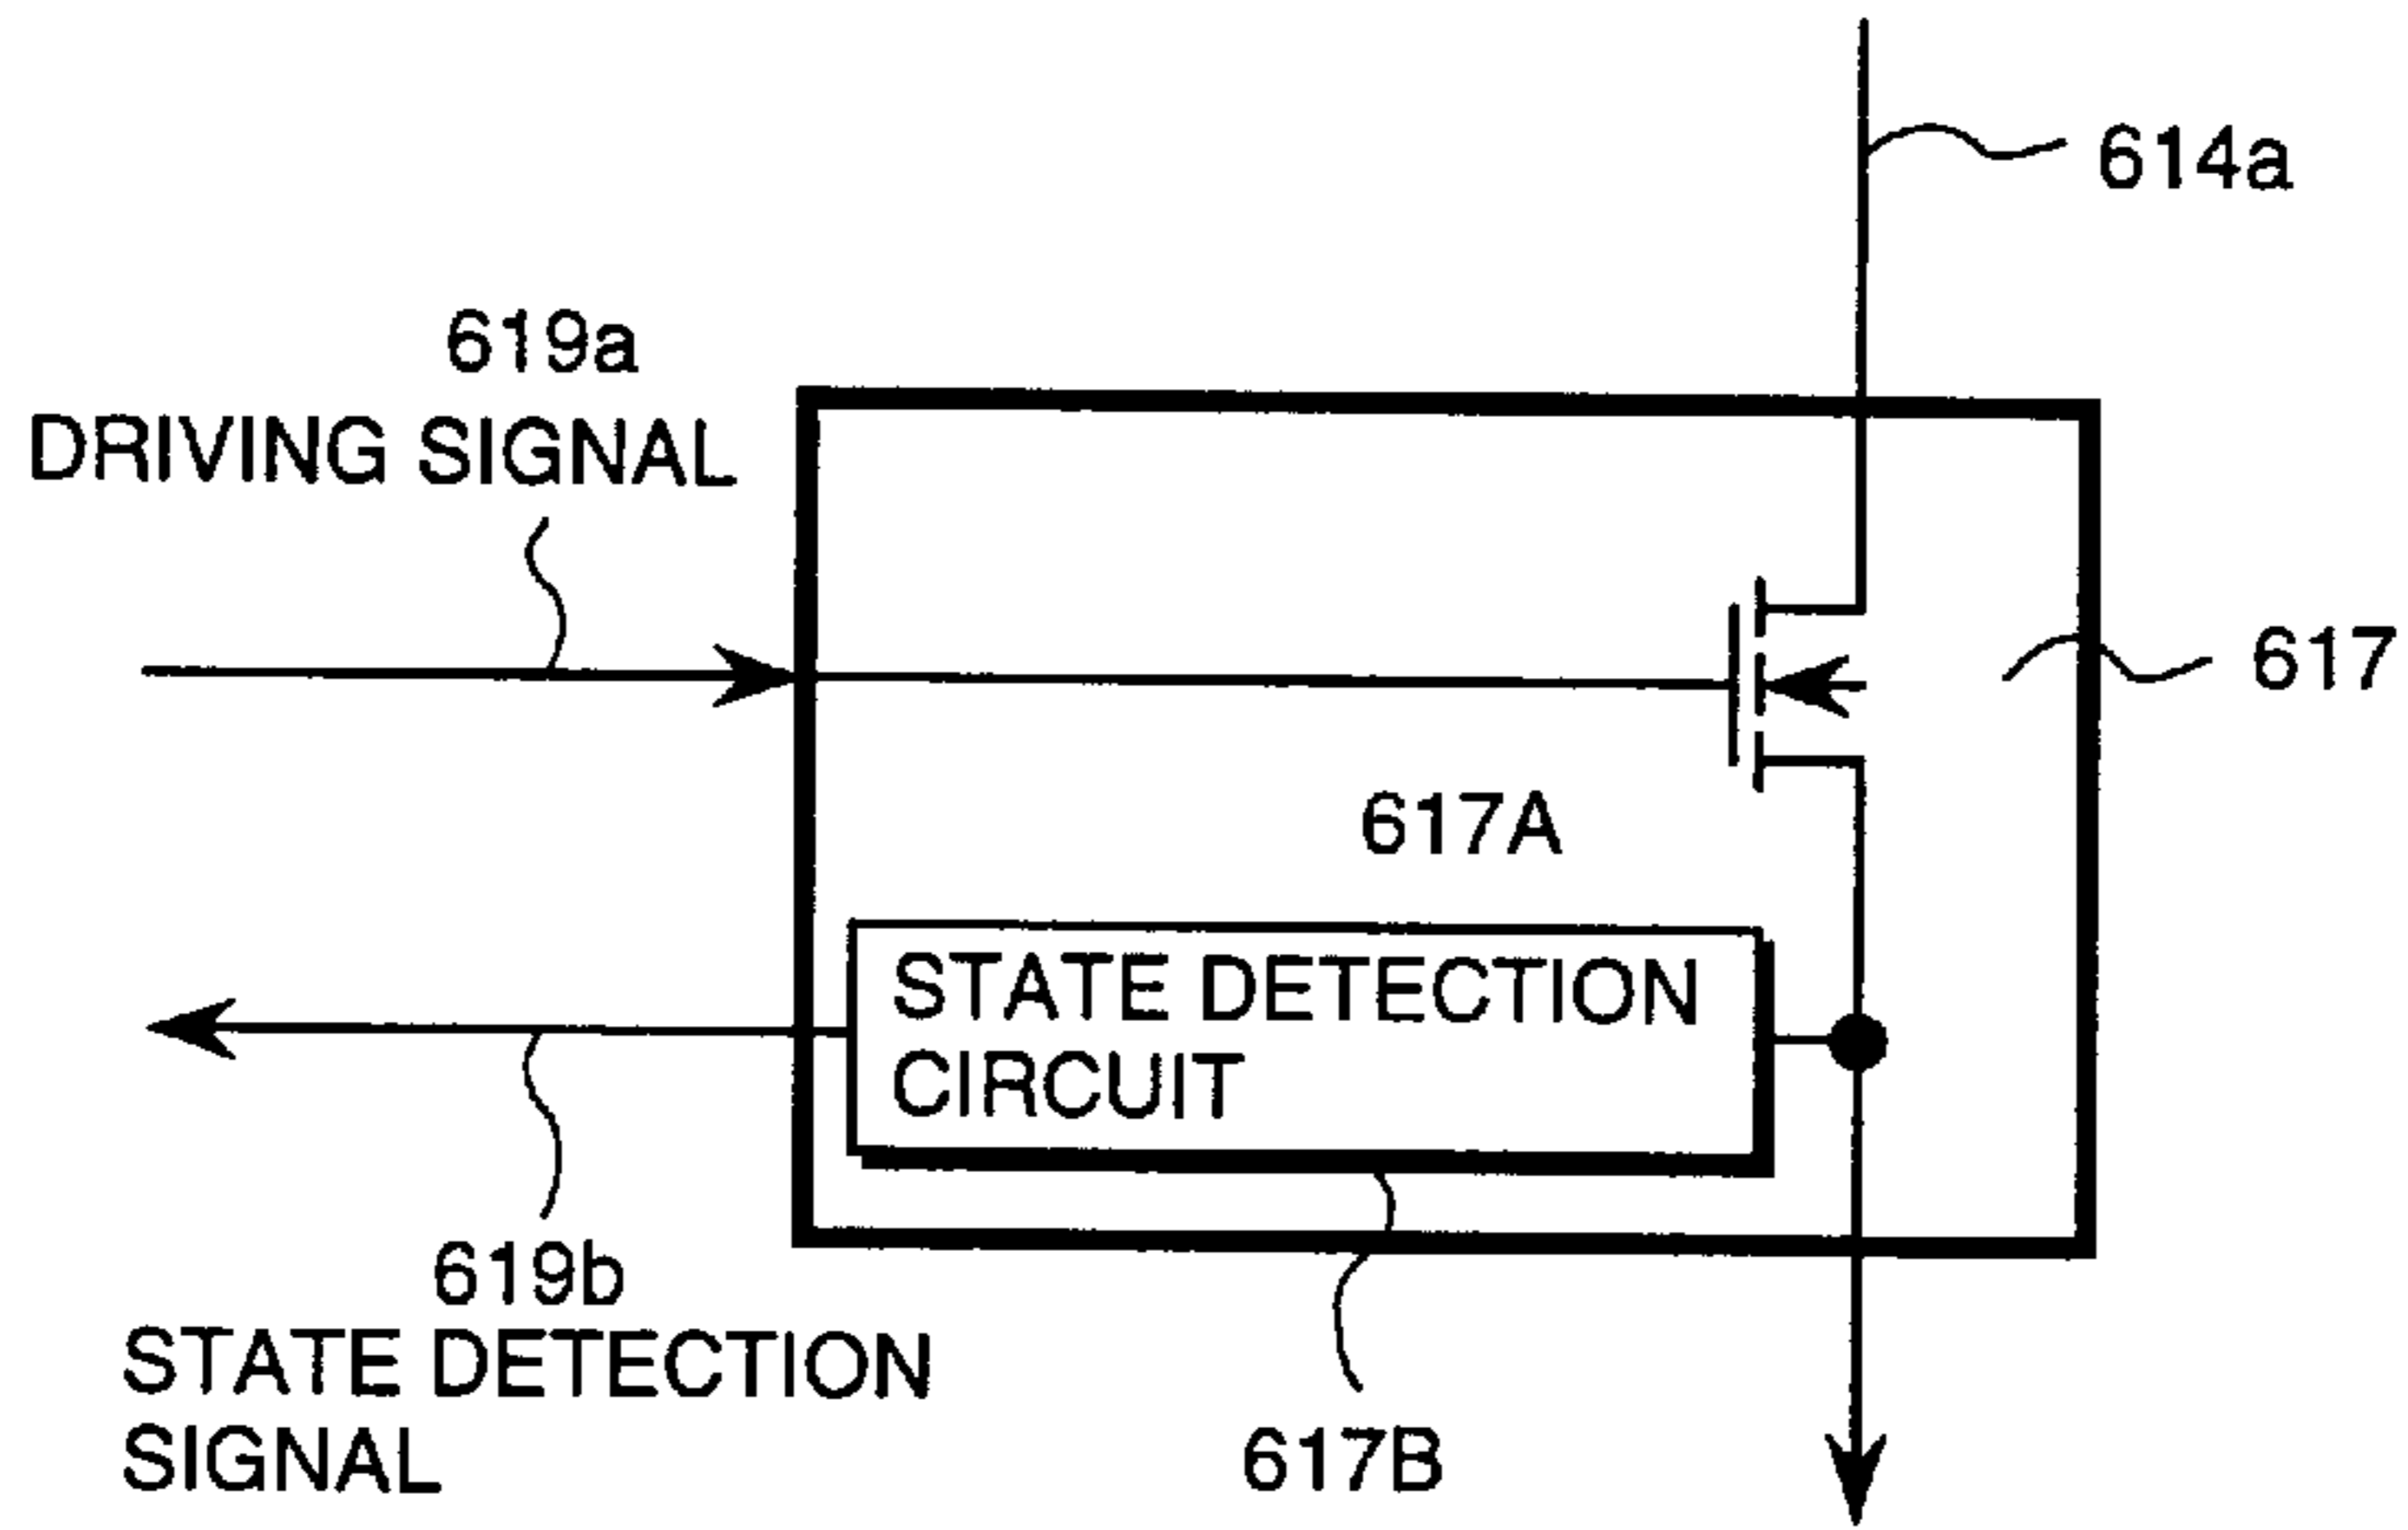 614a
619a
DRIVING SIGNAL
617
617A
STATE DETECTION
CIRCUIT
619b
STATE DETECTION
SIGNAL
617B